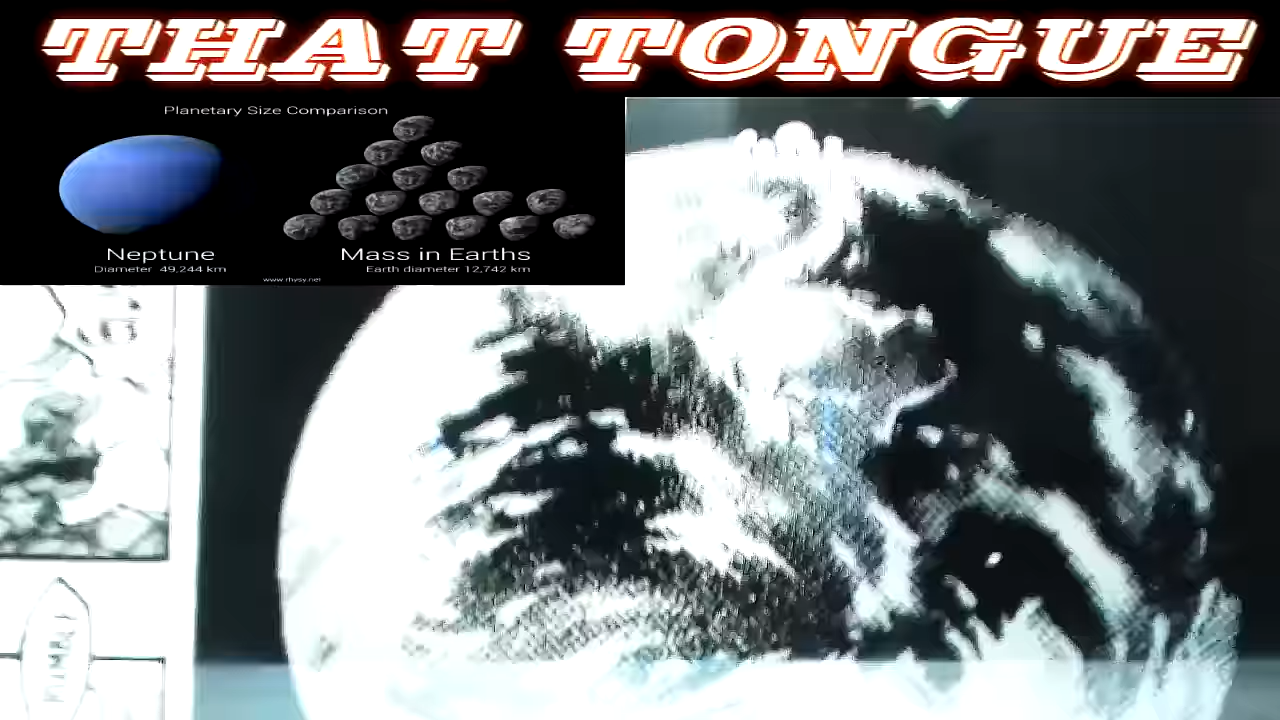 THAT TONGUE
Planetary Size Comparison
Neptune
Diameter 49,244 km
Mass in Earths
Earth diameter 12,742 km
www.rhysy.net